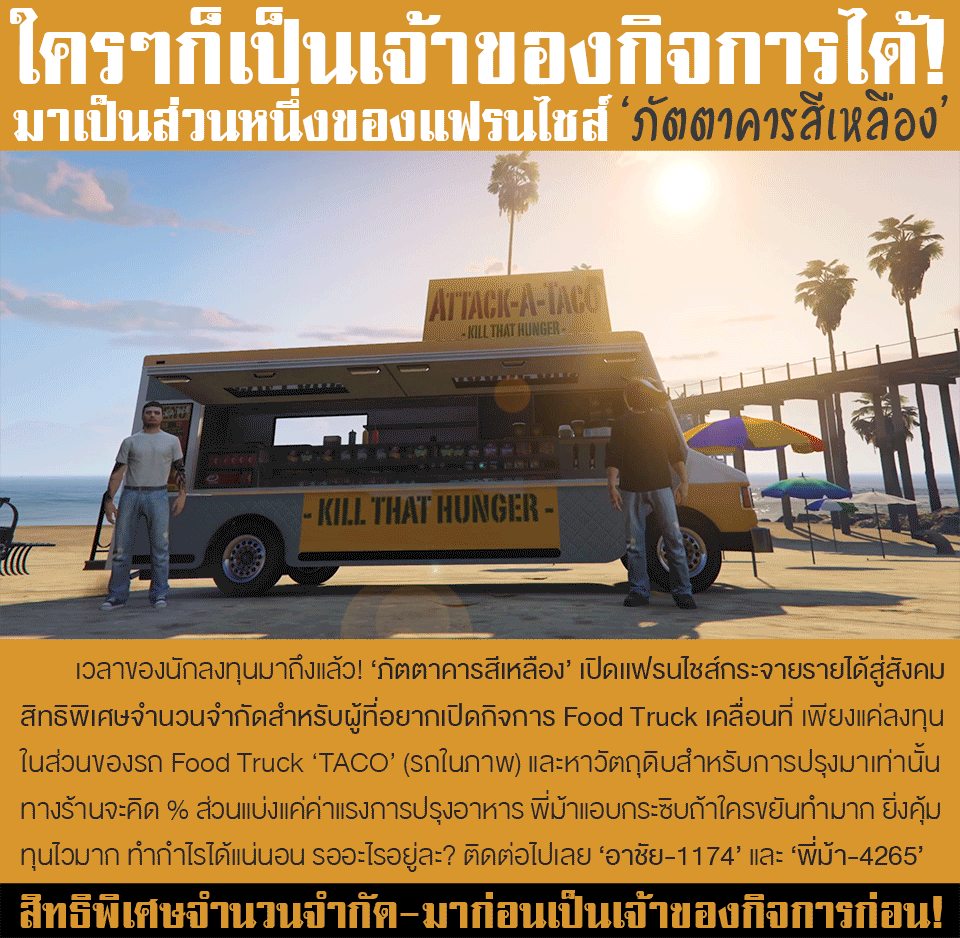 ใครๆก็เป็นเจ้าของกิจการได้!
มาเป็นส่วนหนึ่งของแฟรนไชส์ ‘ภัตตาคารสีเหลือง’
ATTACK-A-TACO
- KILL THAT HUNGER -
- KILL THAT HUNGER -
เวลาของนักลงทุนมาถึงแล้ว! ‘ภัตตาคารสีเหลือง’ เปิดแฟรนไชส์กระจายรายได้สู่สังคม
สิทธิพิเศษจำนวนจำกัดสำหรับผู้ที่อยากเปิดกิจการ Food Truck เคลื่อนที่ เพียงแค่ลงทุน
ในส่วนของรถ Food Truck ‘TACO’ (รถในภาพ) และหาวัตถุดิบสำหรับการปรุงมาเท่านั้น
ทางร้านจะคิด % ส่วนแบ่งแค่ค่าแรงการปรุงอาหาร พี่ม้าแอบกระซิบถ้าใครขยันทำมาก ยิ่งคุ้ม
ทุนไวมาก ทำกำไรได้แน่นอน รออะไรอยู่ละ? ติดต่อไปเลย ‘อาชัย-1174’ และ ‘พี่ม้า-4265’
สิทธิพิเศษจำนวนจำกัด-มาก่อนเป็นเจ้าของกิจการก่อน!